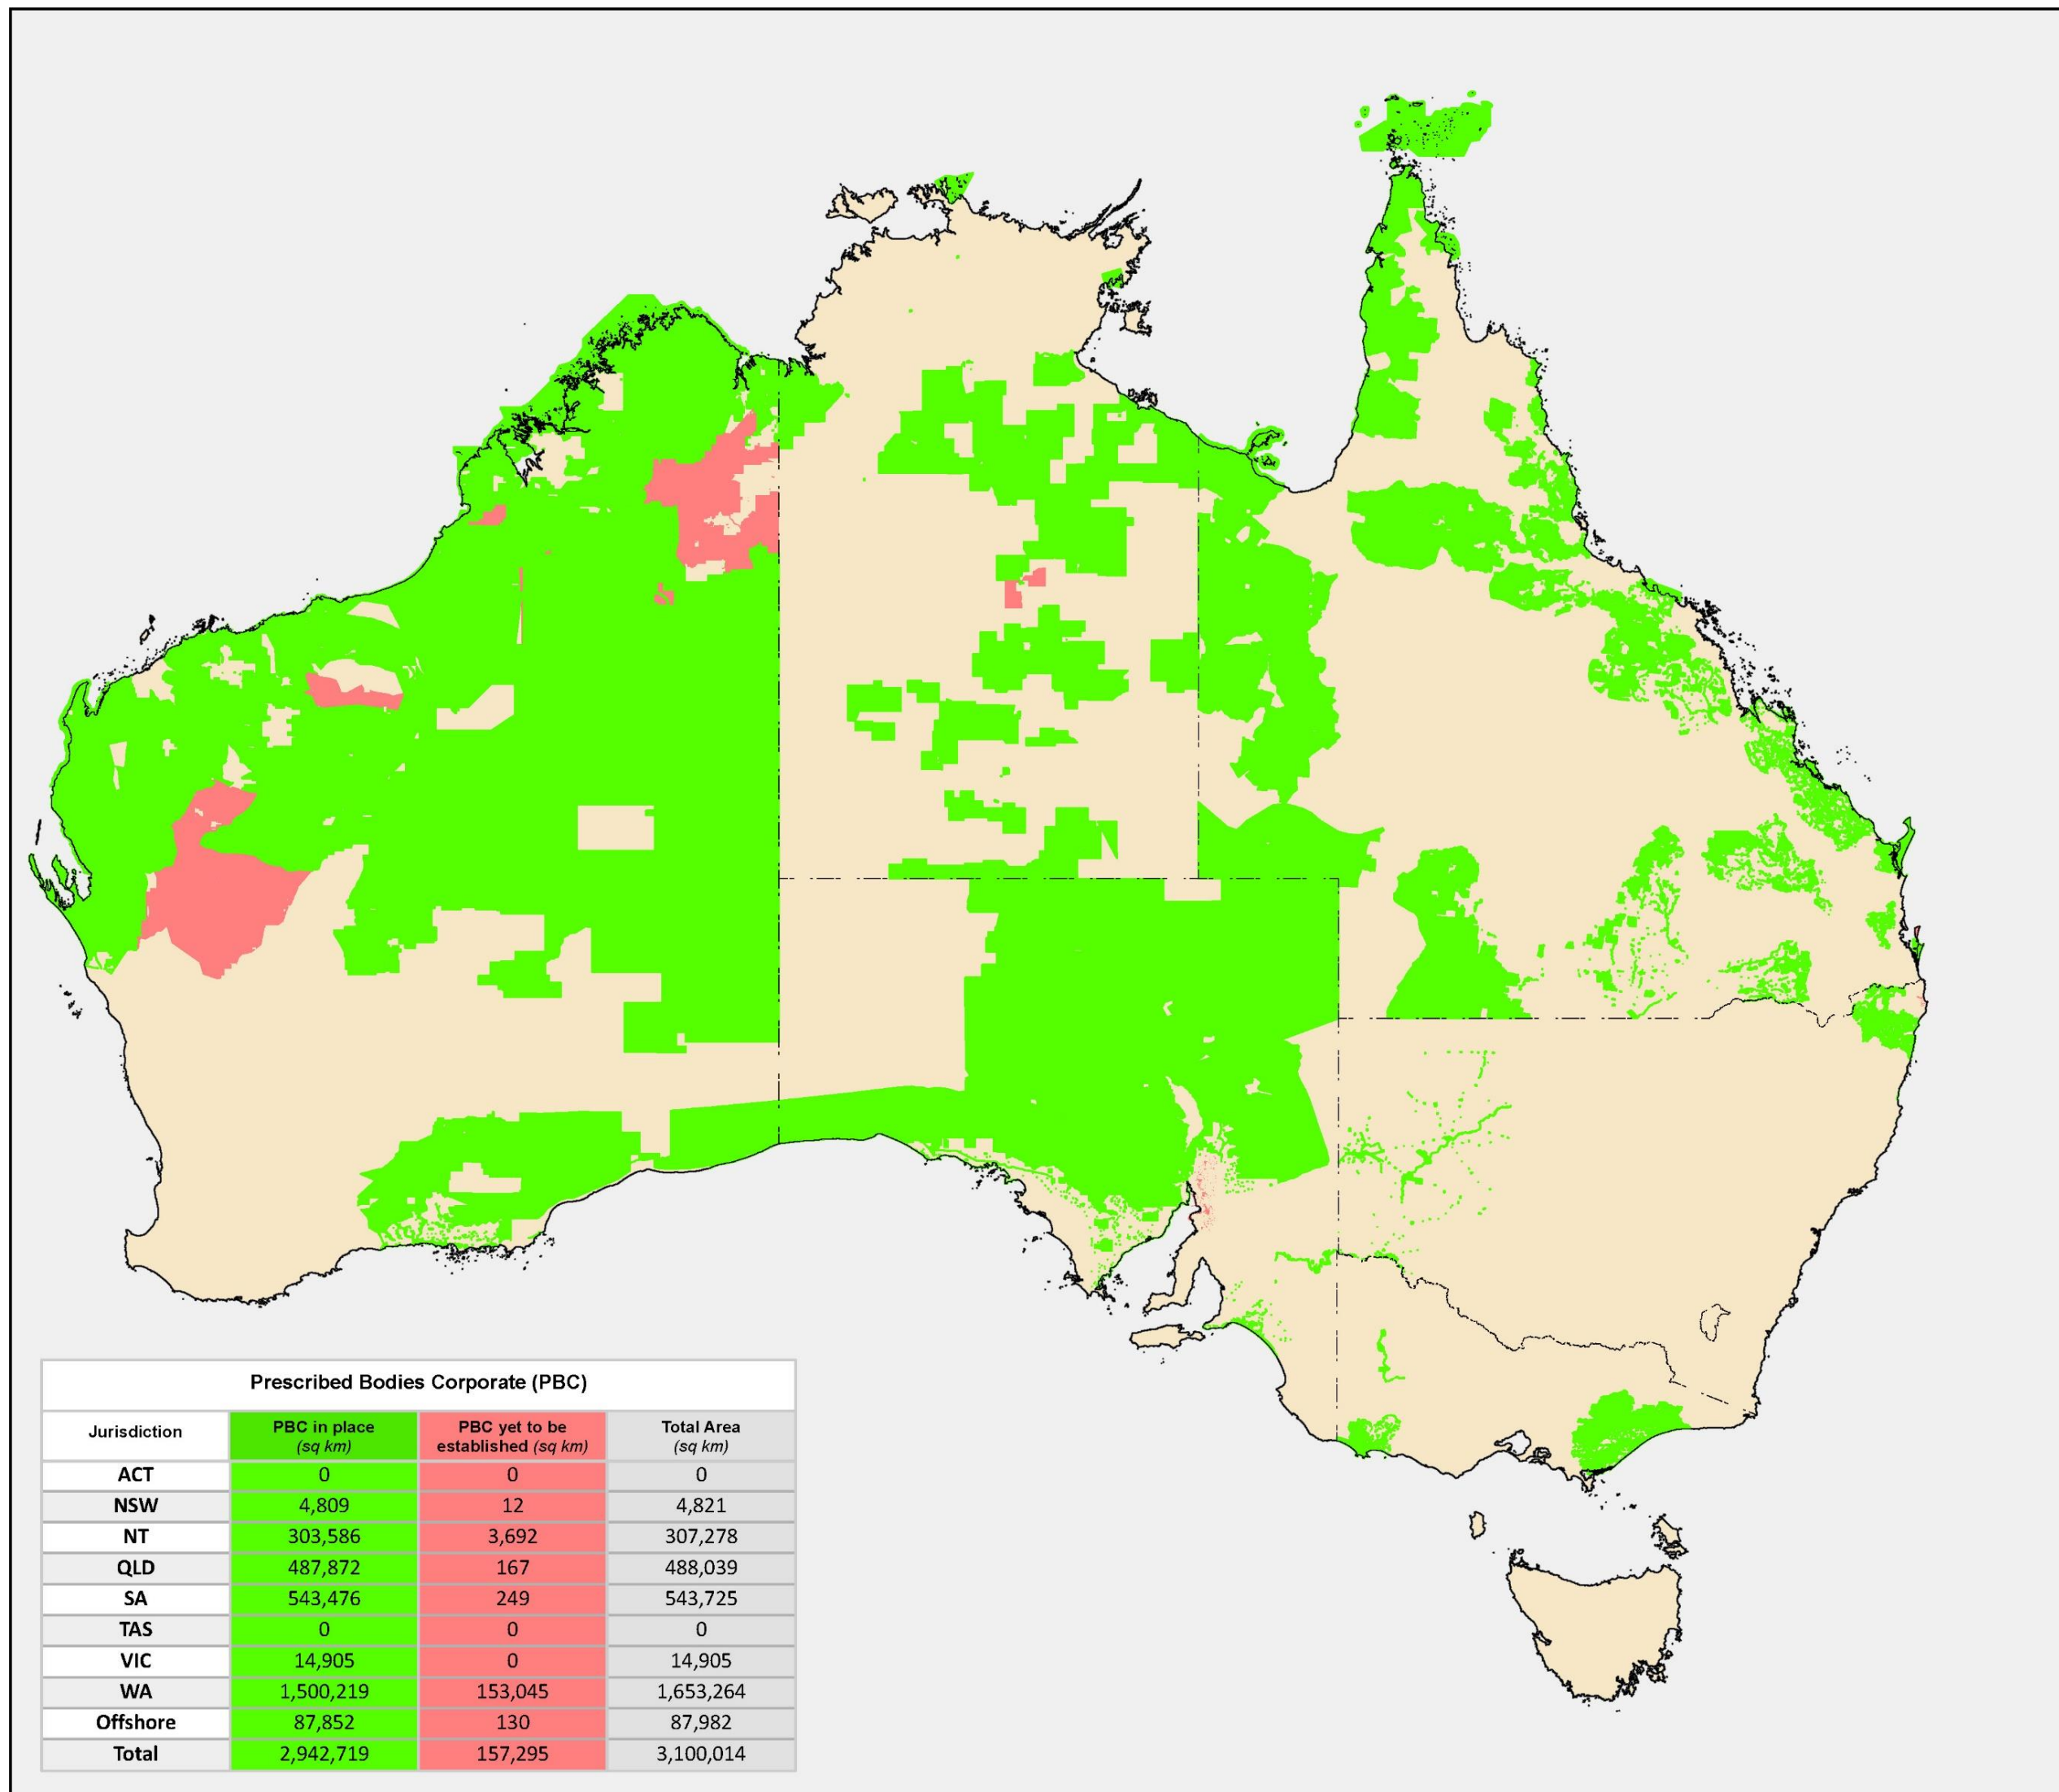 Prescribed Bodies Corporate (PBC)
Jurisdiction PBC in place (sq km) PBC yet to be established (sq km) Total Area (sq km)
ACT 0 0 0
NSW 4,809 12 4,821
NT 303,586 3,692 307,278
QLD 487,872 167 488,039
SA 543,476 249 543,725
TAS 0 0 0
VIC 14,905 0 14,905
WA 1,500,219 153,045 1,653,264
Offshore 87,852 130 87,982
Total 2,942,719 157,295 3,100,014